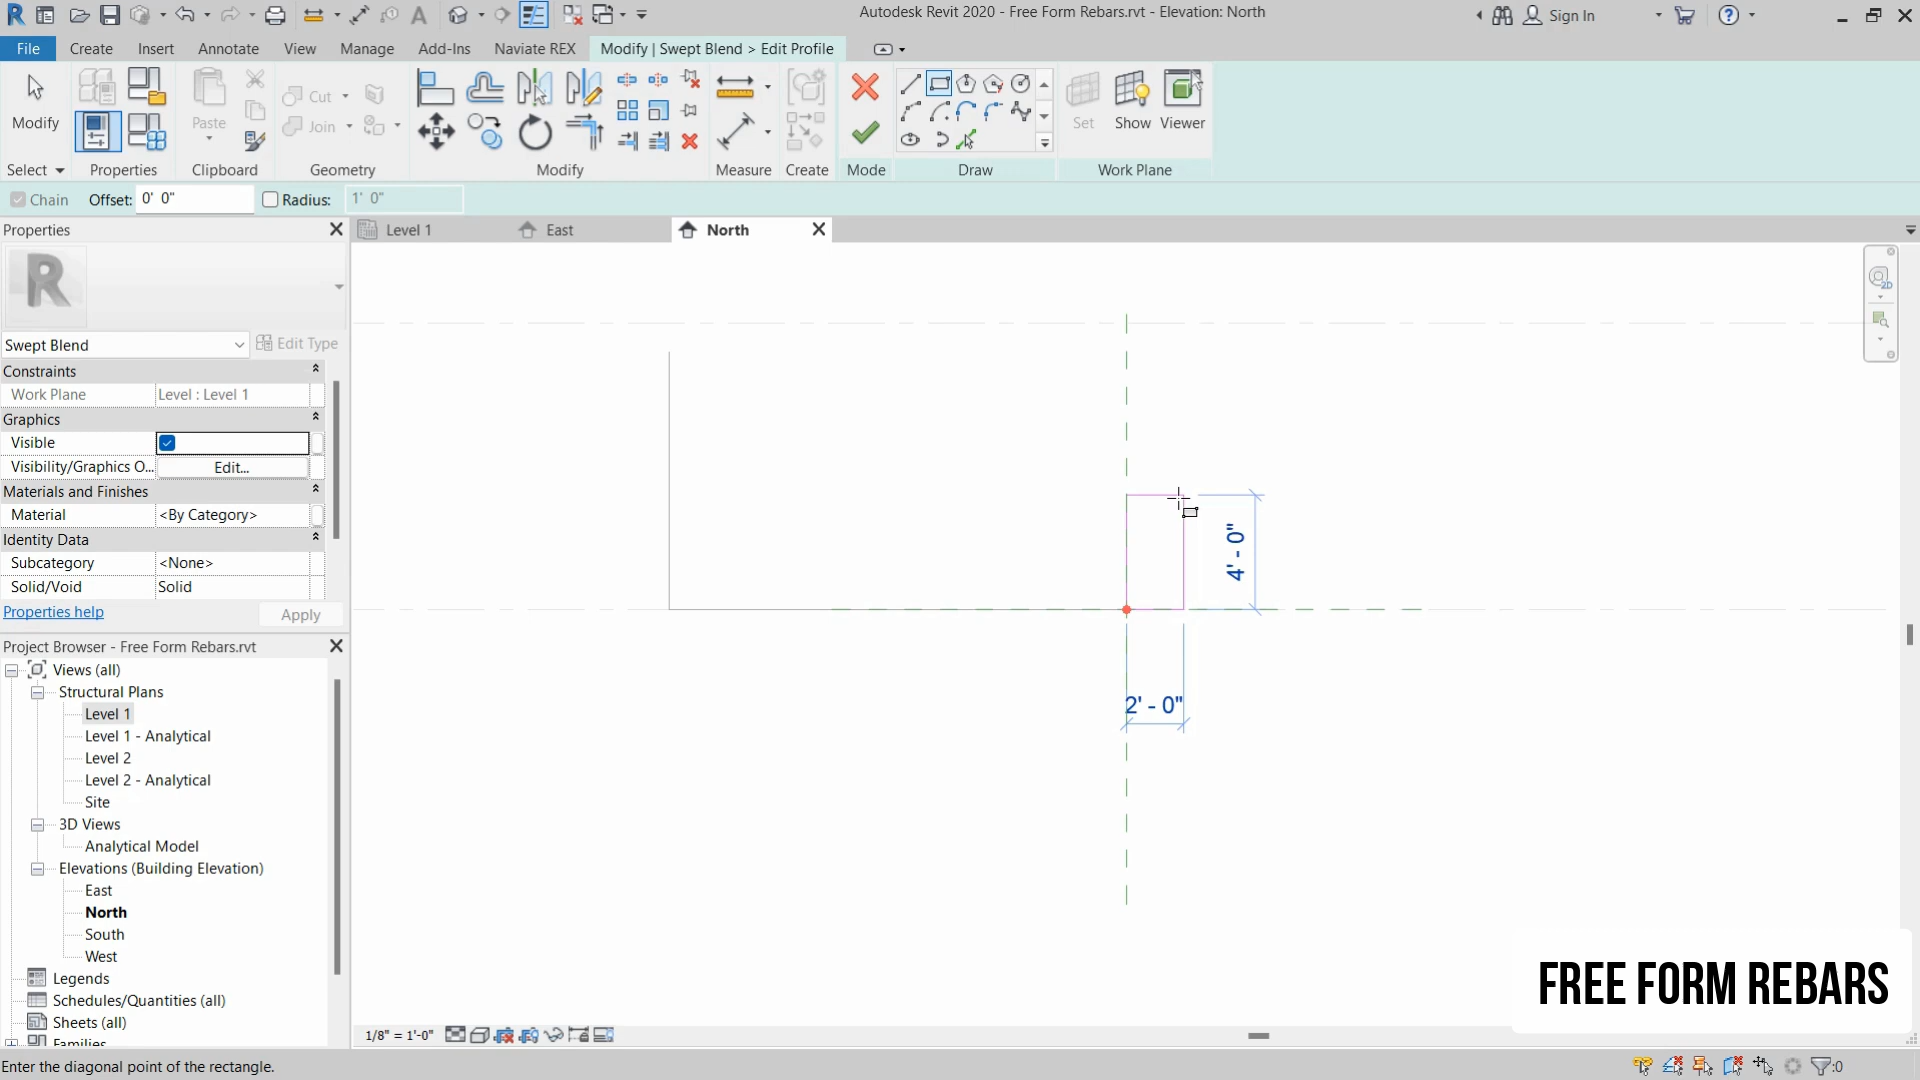 Autodesk Revit 2020 - Free Form Rebars.rvt - Elevation: North
Sign In
File
Create
Insert
Annotate
View
Manage
Add-Ins
Naviate REX
Modify | Swept Blend > Edit Profile
Modify
Paste
Cut
Join
Set
Show
Viewer
Select
Properties
Clipboard
Geometry
Modify
Measure
Create
Mode
Draw
Work Plane
Chain
Offset:
0' 0"
Radius:
1' 0"
Properties
Level 1
East
North
R
2D
Swept Blend
Edit Type
Constraints
Work Plane
Level : Level 1
Graphics
Visible
Visibility/Graphics O...
Edit...
Materials and Finishes
Material
<By Category>
Identity Data
Subcategory
<None>
Solid/Void
Solid
Properties help
Apply
4' - 0"
2' - 0"
Project Browser - Free Form Rebars.rvt
Views (all)
Structural Plans
Level 1
Level 1 - Analytical
Level 2
Level 2 - Analytical
Site
3D Views
Analytical Model
Elevations (Building Elevation)
East
North
South
West
Legends
Schedules/Quantities (all)
Sheets (all)
Families
FREE FORM REBARS
1/8" = 1'-0"
Enter the diagonal point of the rectangle.
:0